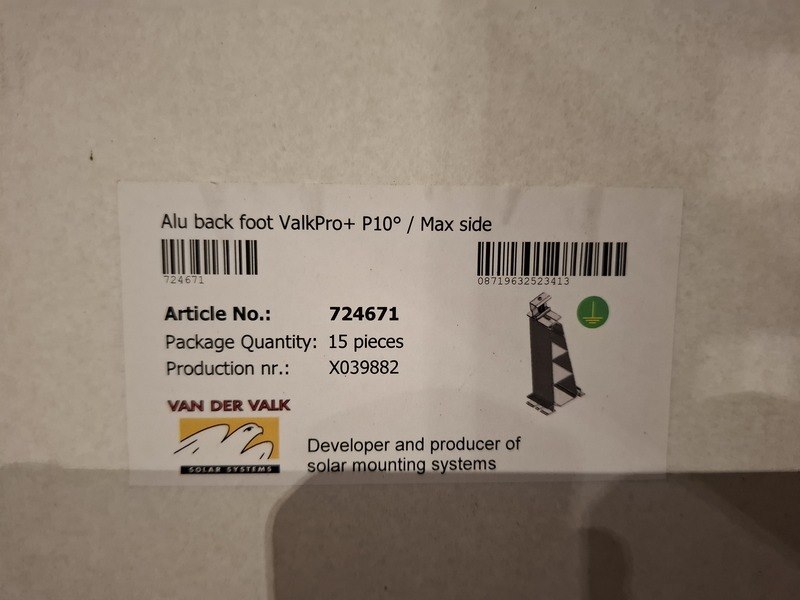 Alu back foot ValkPro+ P10° / Max side
724671
08719632523413
Article No.: 724671
Package Quantity: 15 pieces
Production nr.: X039882
VAN DER VALK
SOLAR SYSTEMS
Developer and producer of
solar mounting systems